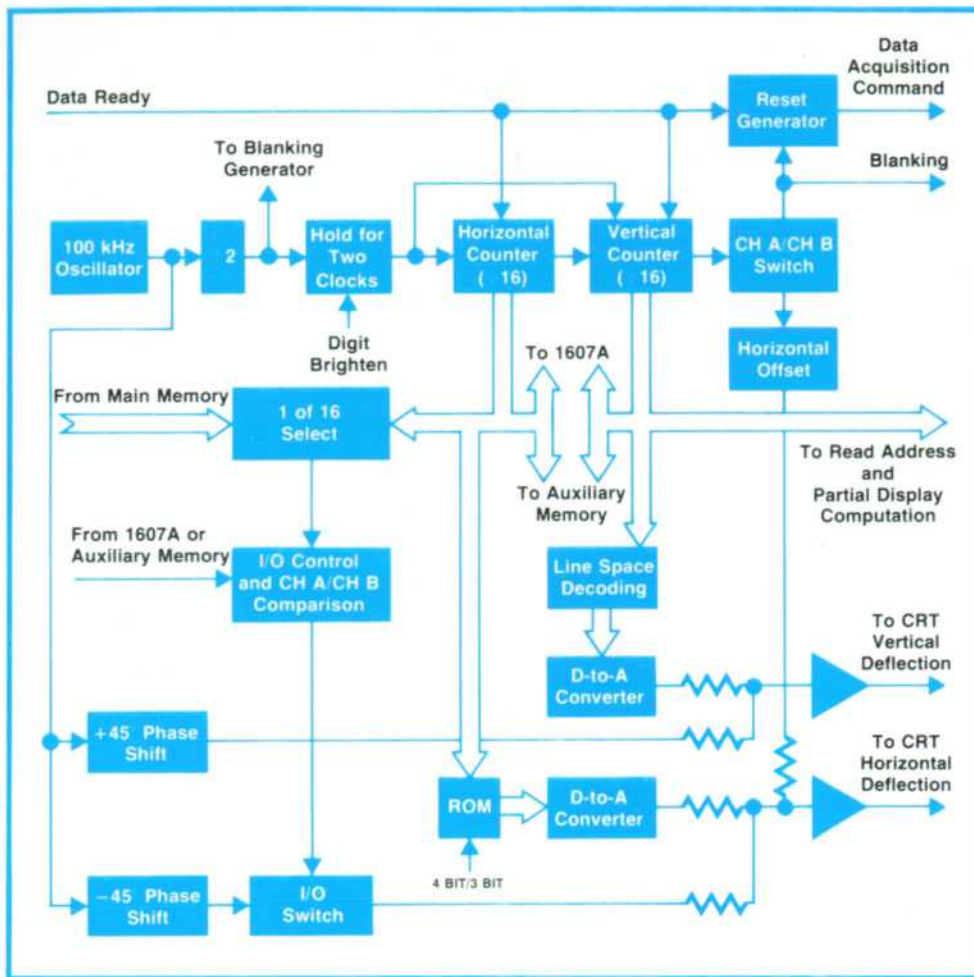 Data
Acquisition
Command
Data Ready
Reset
Generator
To Blanking
Generator
Blanking
100 kHz
Oscillator
2
Hold for
Two
Clocks
Horizontal
Counter
( 16)
Vertical
Counter
( 16)
CH A/CH B
Switch
Digit
Brighten
To 1607A
Horizontal
Offset
From Main Memory
1 of 16
Select
To Read Address
and
Partial Display
Computation
To Auxiliary
Memory
From 1607A or
Auxiliary Memory
I/O Control
and CH A/CH B
Comparison
Line Space
Decoding
To CRT
Vertical
Deflection
D-to-A
Converter
+45 Phase
Shift
To CRT
Horizontal
Deflection
ROM
D-to-A
Converter
4 BIT/3 BIT
−45 Phase
Shift
I/O
Switch